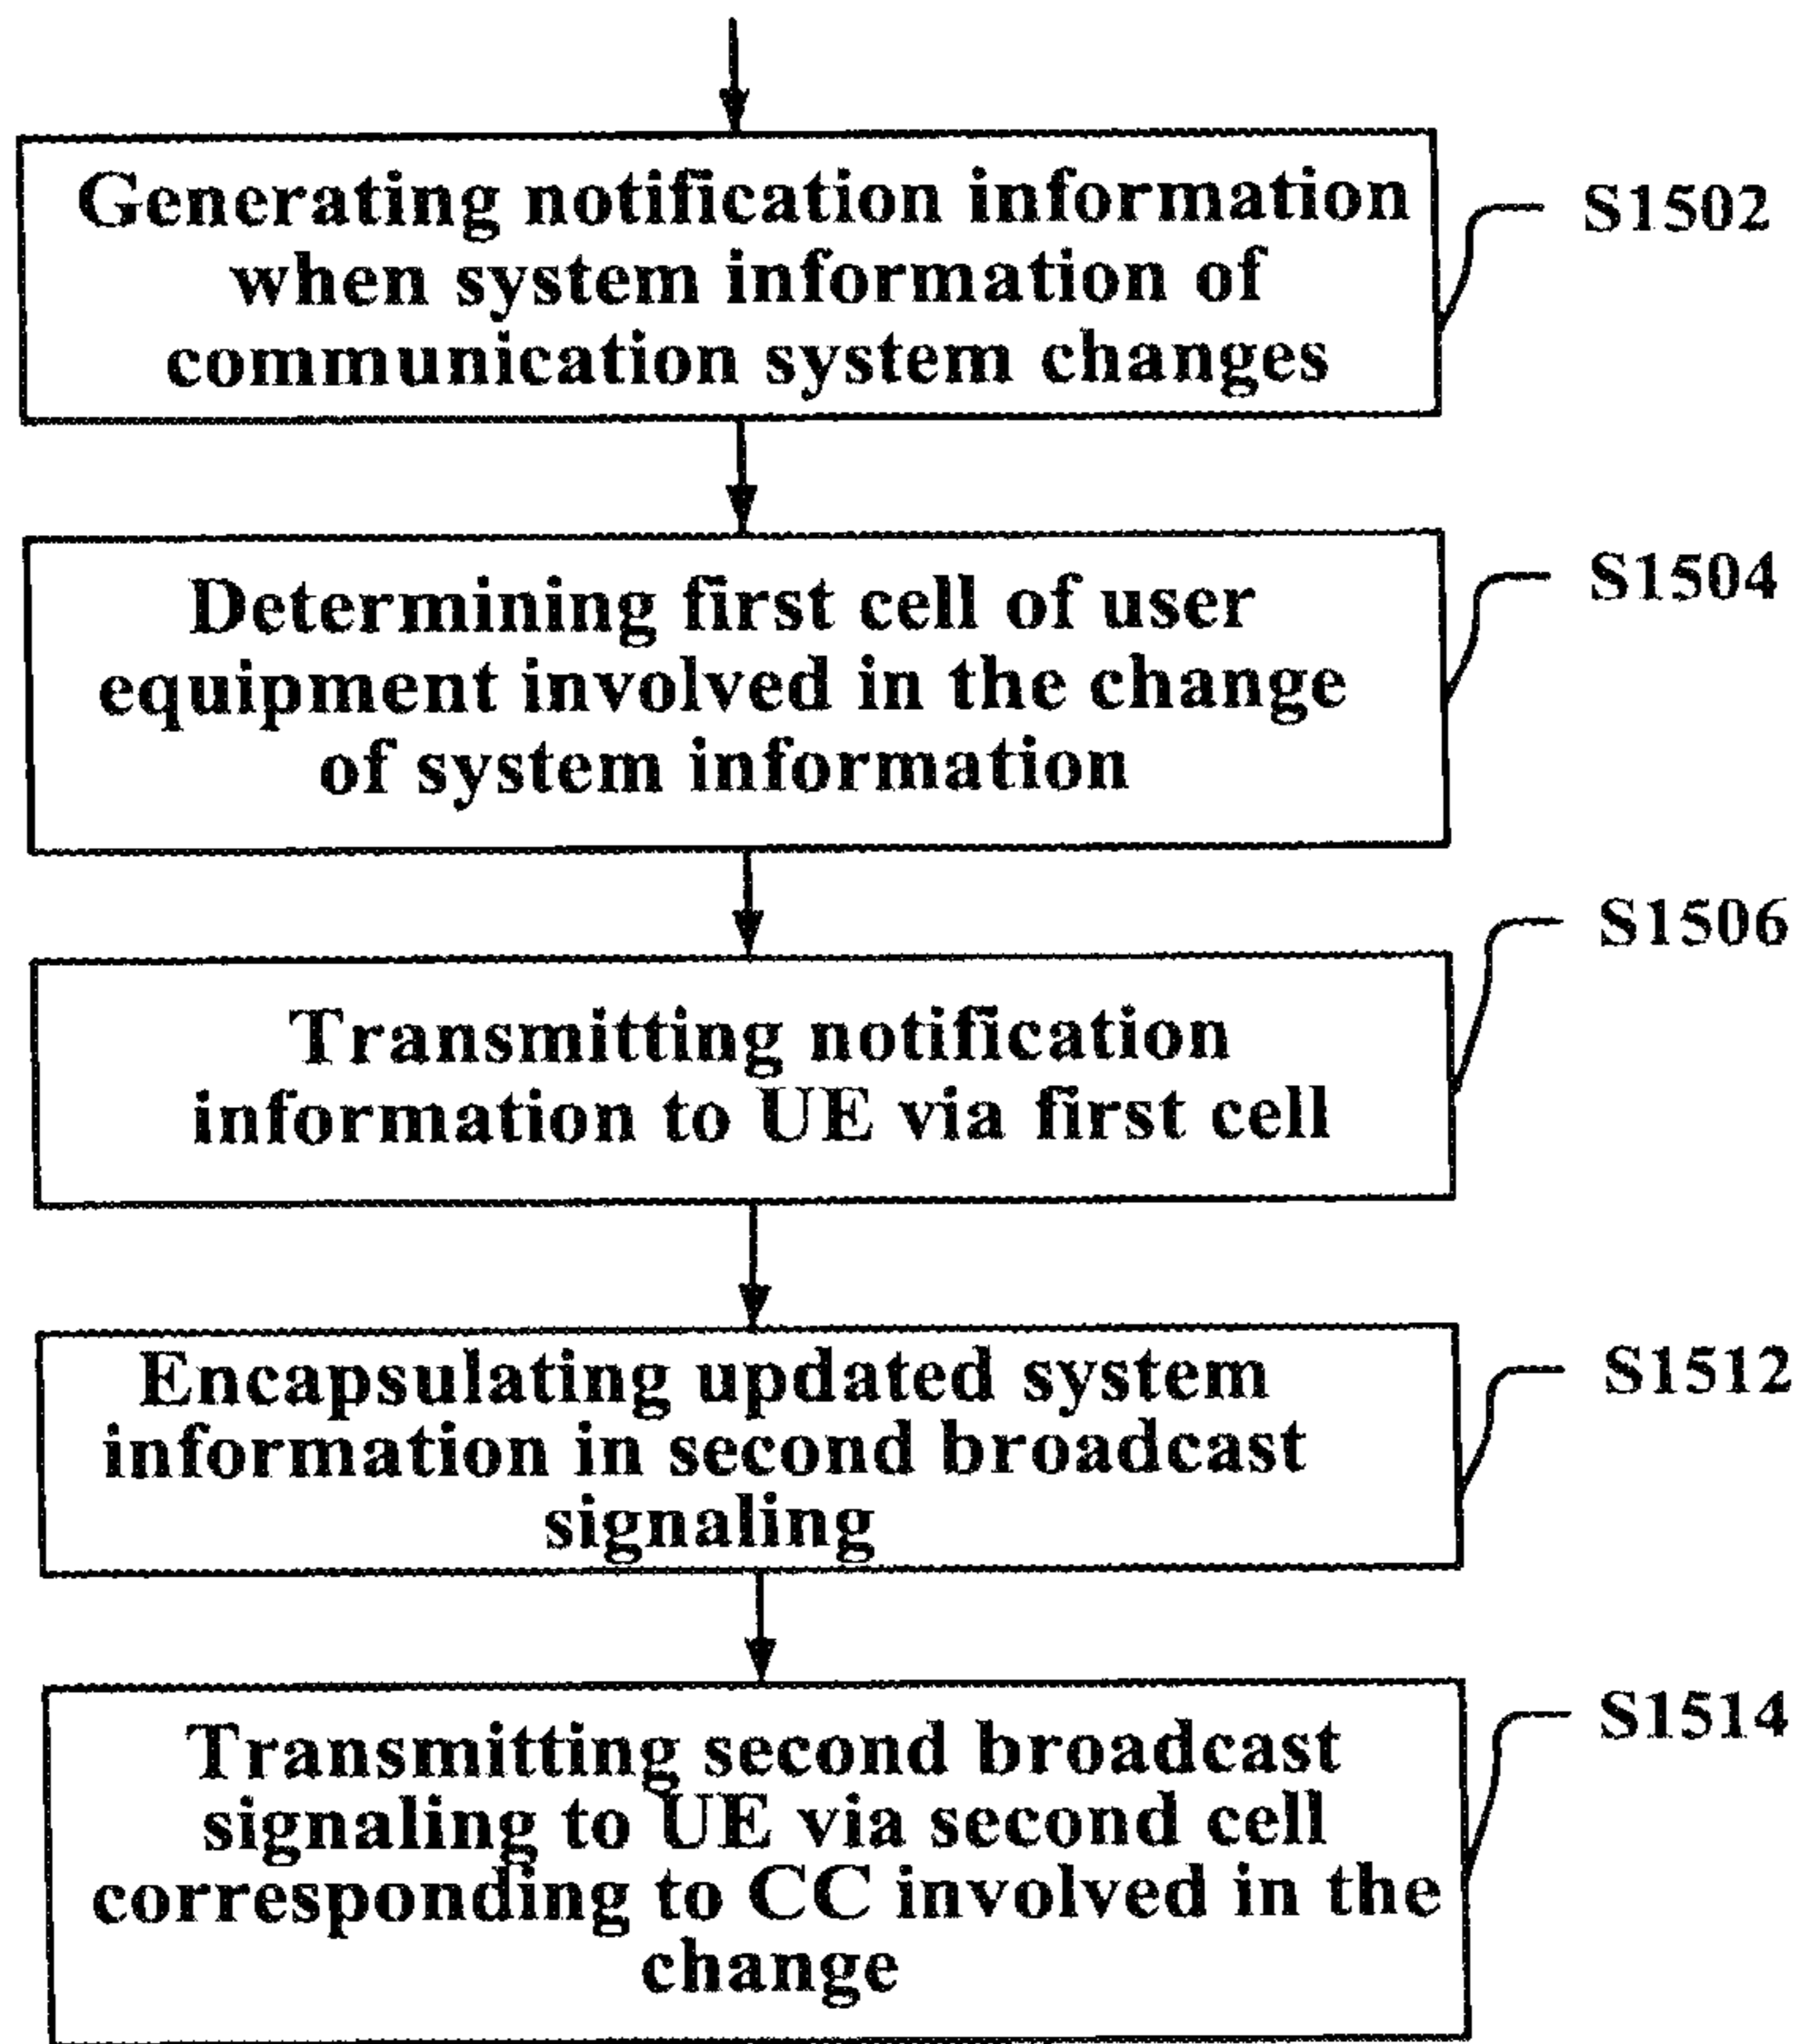 Generating notification information
when system information of
communication system changes
S1502
Determining first cell of user
equipment involved in the change
of system information
S1504
Transmitting notification
information to UE via first cell
S1506
Encapsulating updated system
information in second broadcast
signaling
S1512
Transmitting second broadcast
signaling to UE via second cell
corresponding to CC involved in the
change
S1514